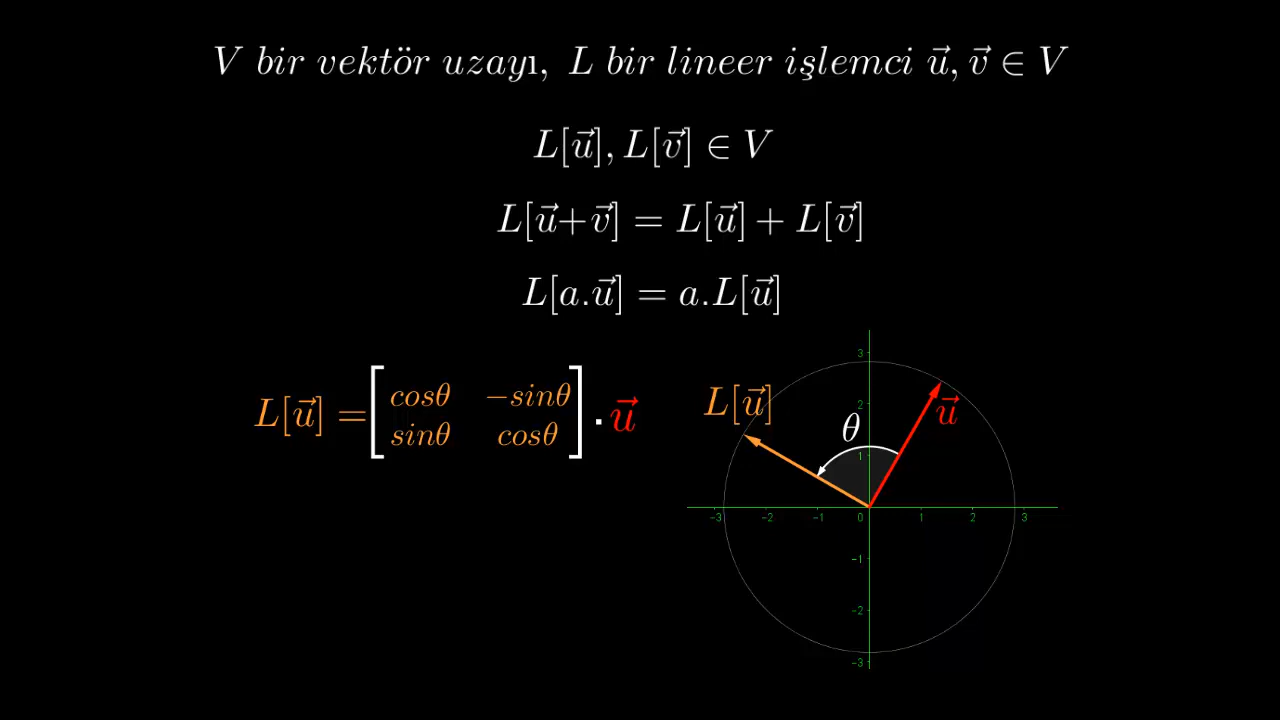 V bir vektör uzayı, L bir lineer işlemci u⃗, v⃗ ∈ V
L[u⃗], L[v⃗] ∈ V
L[u⃗+v⃗] = L[u⃗] + L[v⃗]
L[a.u⃗] = a.L[u⃗]
L[u⃗] = [cosθ −sinθ
sinθ cosθ] . u⃗
3
L[u⃗]
2
u⃗
θ
1
-3 -2 -1 0 1 2 3
-1
-2
-3